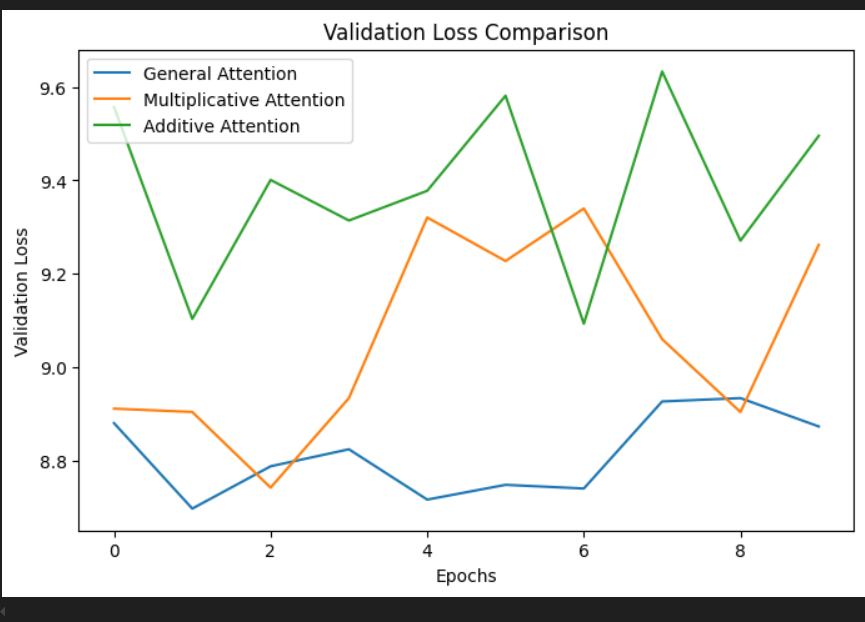 Validation Loss Comparison
General Attention
Multiplicative Attention
Additive Attention
9.6
9.4
9.2
9.0
8.8
Validation Loss
0 2 4 6 8
Epochs